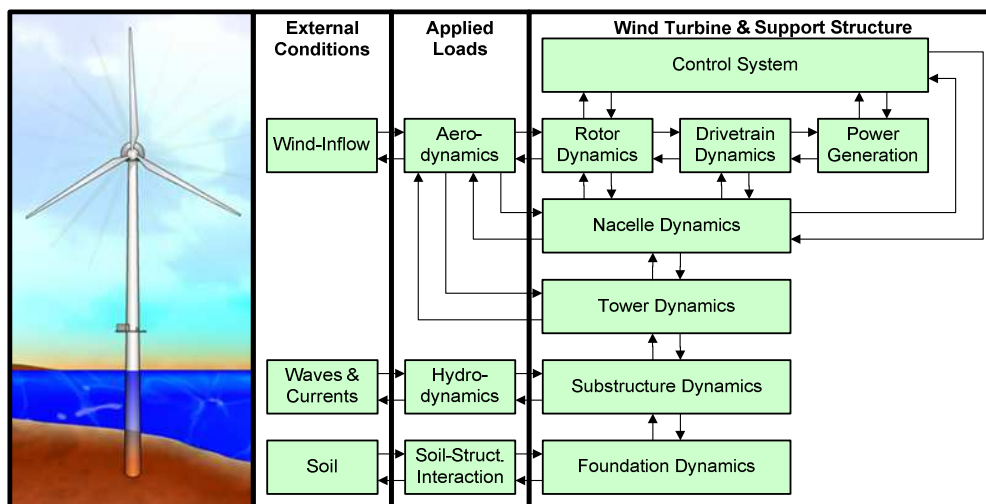 External
Conditions
Applied
Loads
Wind Turbine & Support Structure
Control System
Wind-Inflow
Aero-
dynamics
Rotor
Dynamics
Drivetrain
Dynamics
Power
Generation
Nacelle Dynamics
Tower Dynamics
Waves &
Currents
Hydro-
dynamics
Substructure Dynamics
Soil
Soil-Struct.
Interaction
Foundation Dynamics